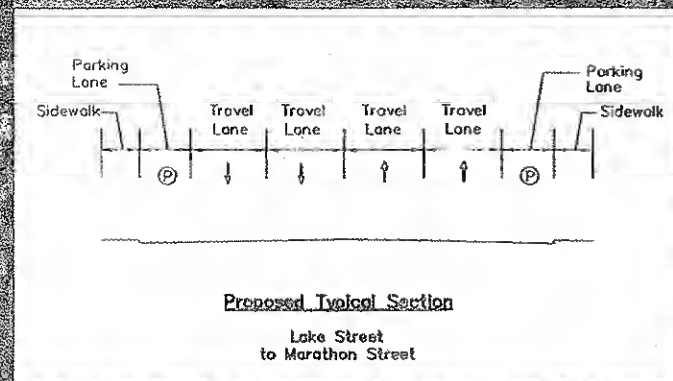 Parking
Lane
Parking
Lane
Sidewalk
Travel
Lane
Travel
Lane
Travel
Lane
Travel
Lane
Sidewalk
P
P
Proposed Typical Section
Lake Street
to Marathon Street